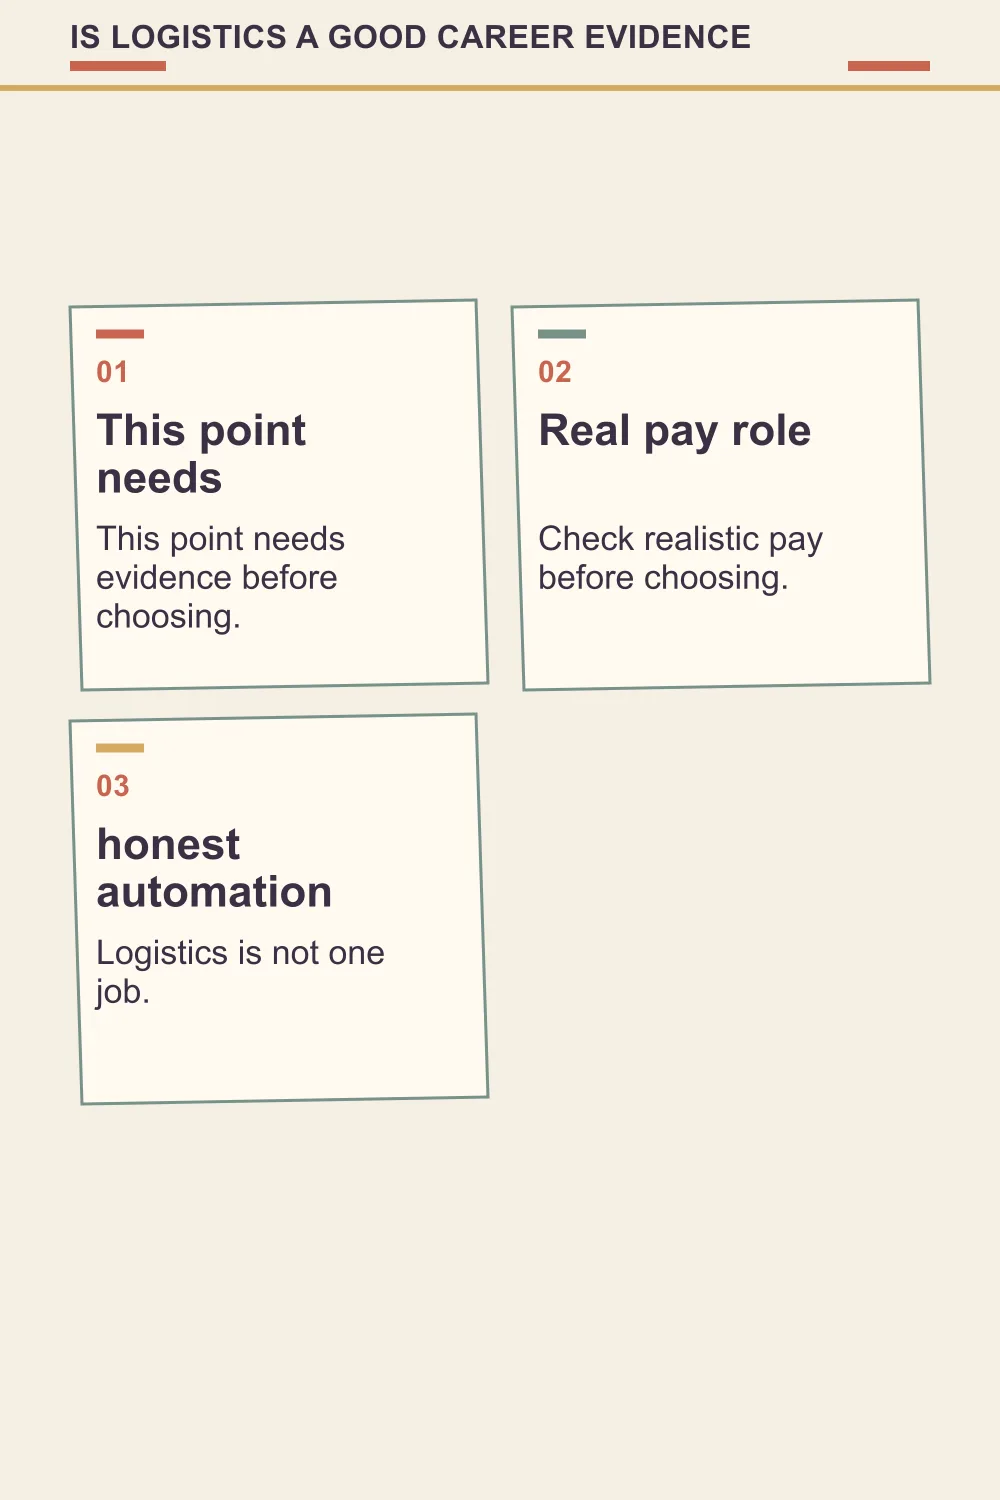 IS LOGISTICS A GOOD CAREER EVIDENCE
01
This point
needs
This point needs
evidence before
choosing.
02
Real pay role
Check realistic pay
before choosing.
03
honest
automation
Logistics is not one
job.